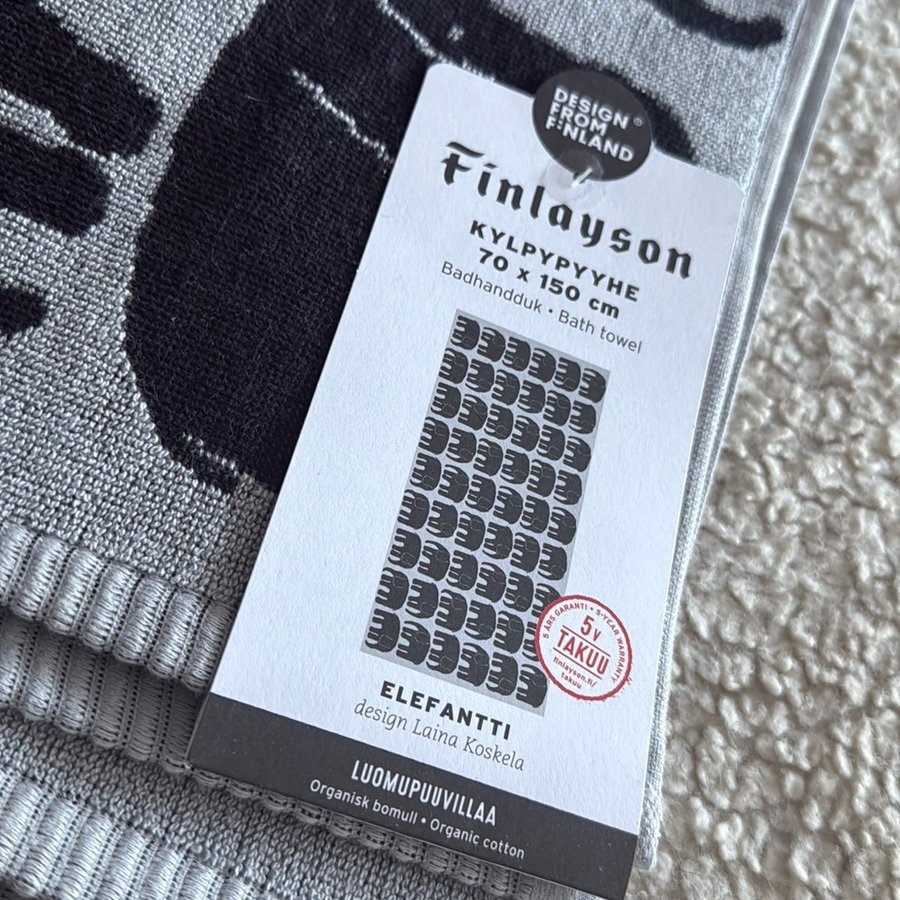 DESIGN ®
FROM
FINLAND
Finlayson
KYLPYPYYHE
70 x 150 cm
Badhandduk • Bath towel
5 ÅRS GARANTI • 5-YEAR WARRANTY
5 v
TAKUU
finlayson.fi/
takuu
ELEFANTTI
design Laina Koskela
LUOMUPUUVILLAA
Organisk bomull • Organic cotton